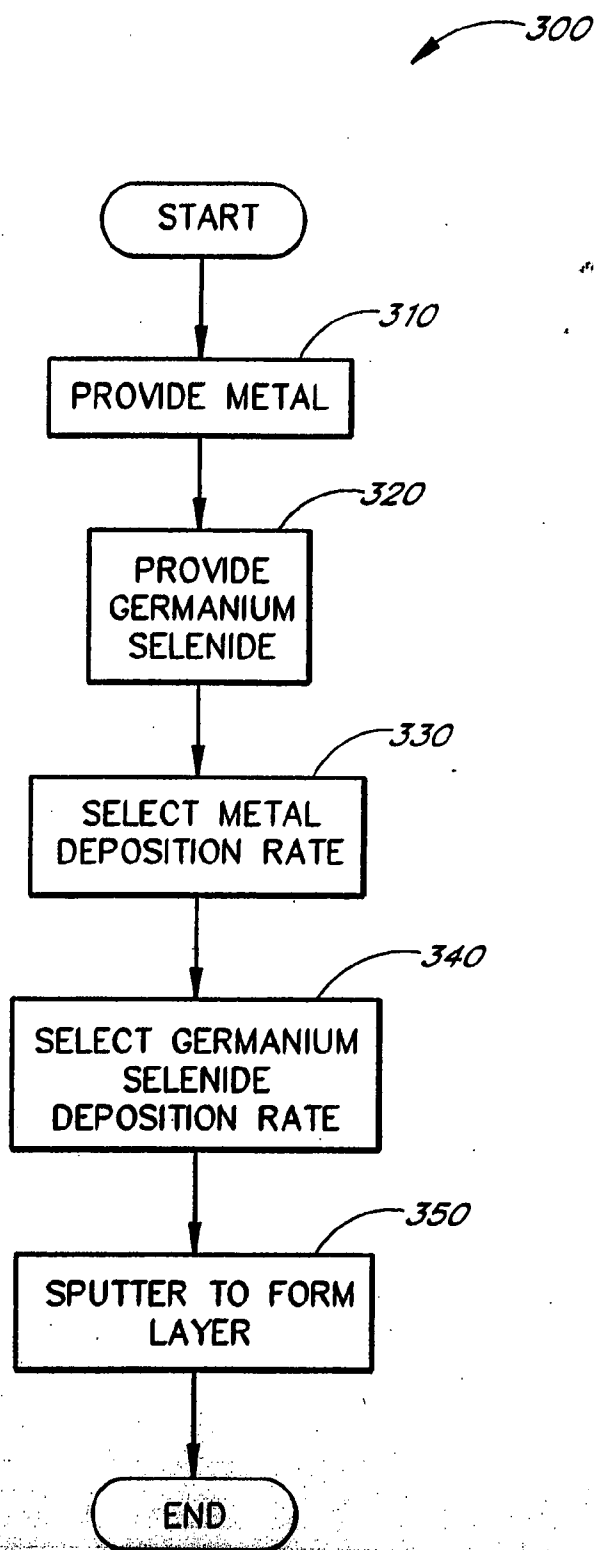 300
START
310
PROVIDE METAL
320
PROVIDE
GERMANIUM
SELENIDE
330
SELECT METAL
DEPOSITION RATE
340
SELECT GERMANIUM
SELENIDE
DEPOSITION RATE
350
SPUTTER TO FORM
LAYER
END